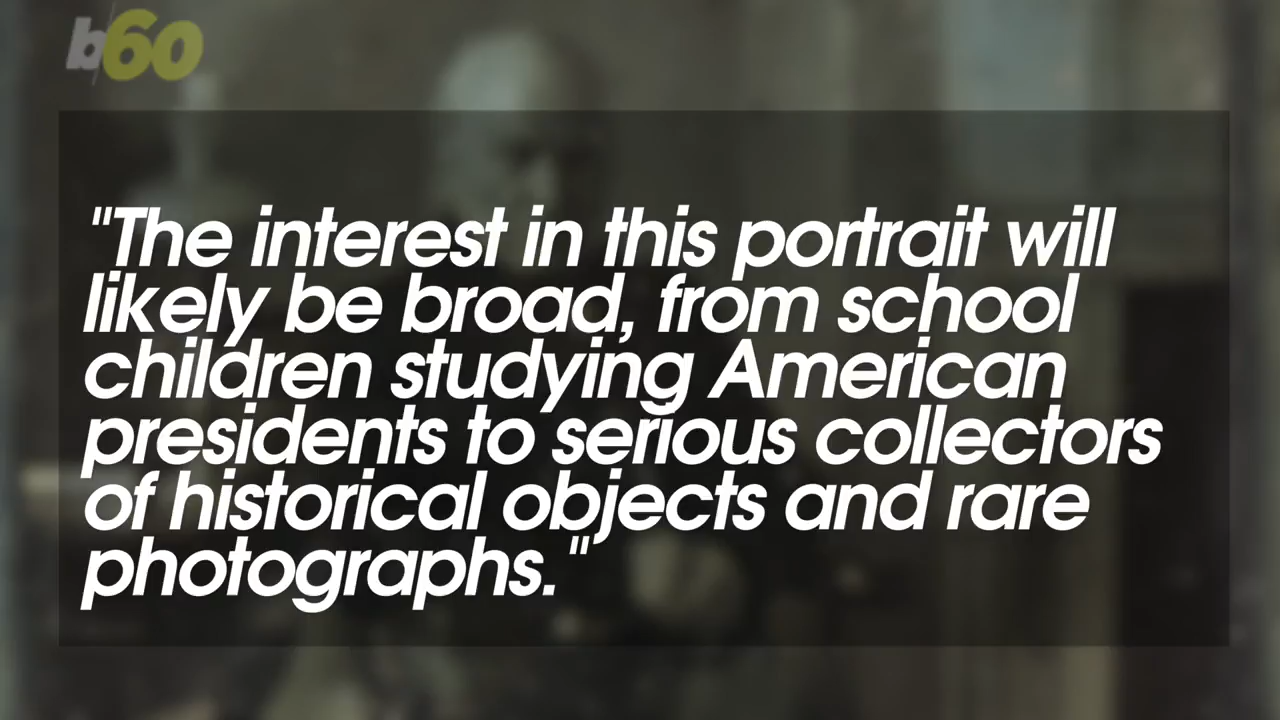 b60
"The interest in this portrait will
likely be broad, from school
children studying American
presidents to serious collectors
of historical objects and rare
photographs."